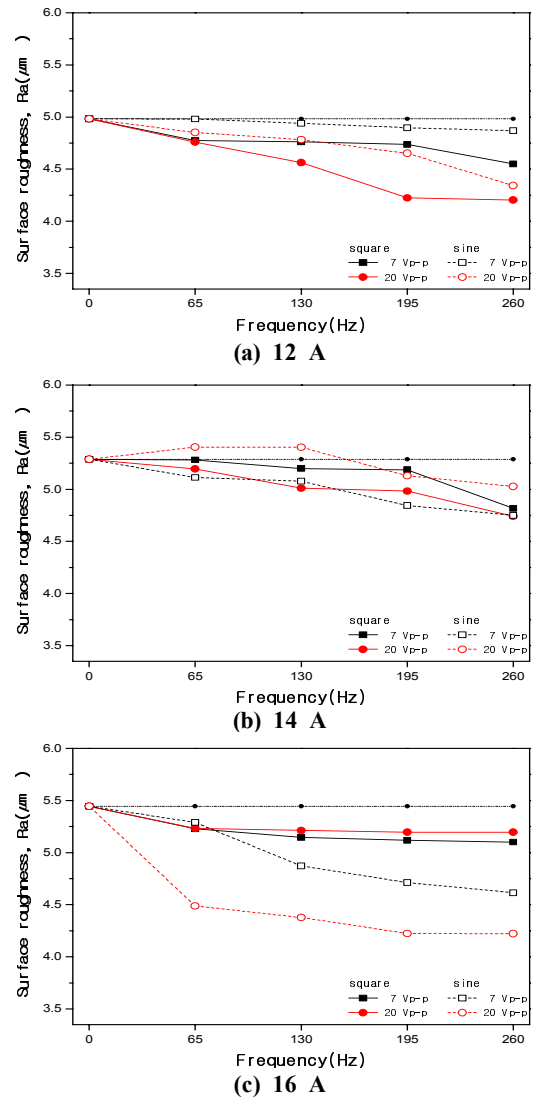 6.0
5.5
5.0
4.5
4.0
3.5
Surface roughness, Ra(μm )
square sine
7 Vp-p 7 Vp-p
20 Vp-p 20 Vp-p
0 65 130 195 260
Frequency(Hz)
(a) 12 A
6.0
5.5
5.0
4.5
4.0
3.5
Surface roughness, Ra(μm )
square sine
7 Vp-p 7 Vp-p
20 Vp-p 20 Vp-p
0 65 130 195 260
Frequency(Hz)
(b) 14 A
6.0
5.5
5.0
4.5
4.0
3.5
Surface roughness, Ra(μm )
square sine
7 Vp-p 7 Vp-p
20 Vp-p 20 Vp-p
0 65 130 195 260
Frequency(Hz)
(c) 16 A